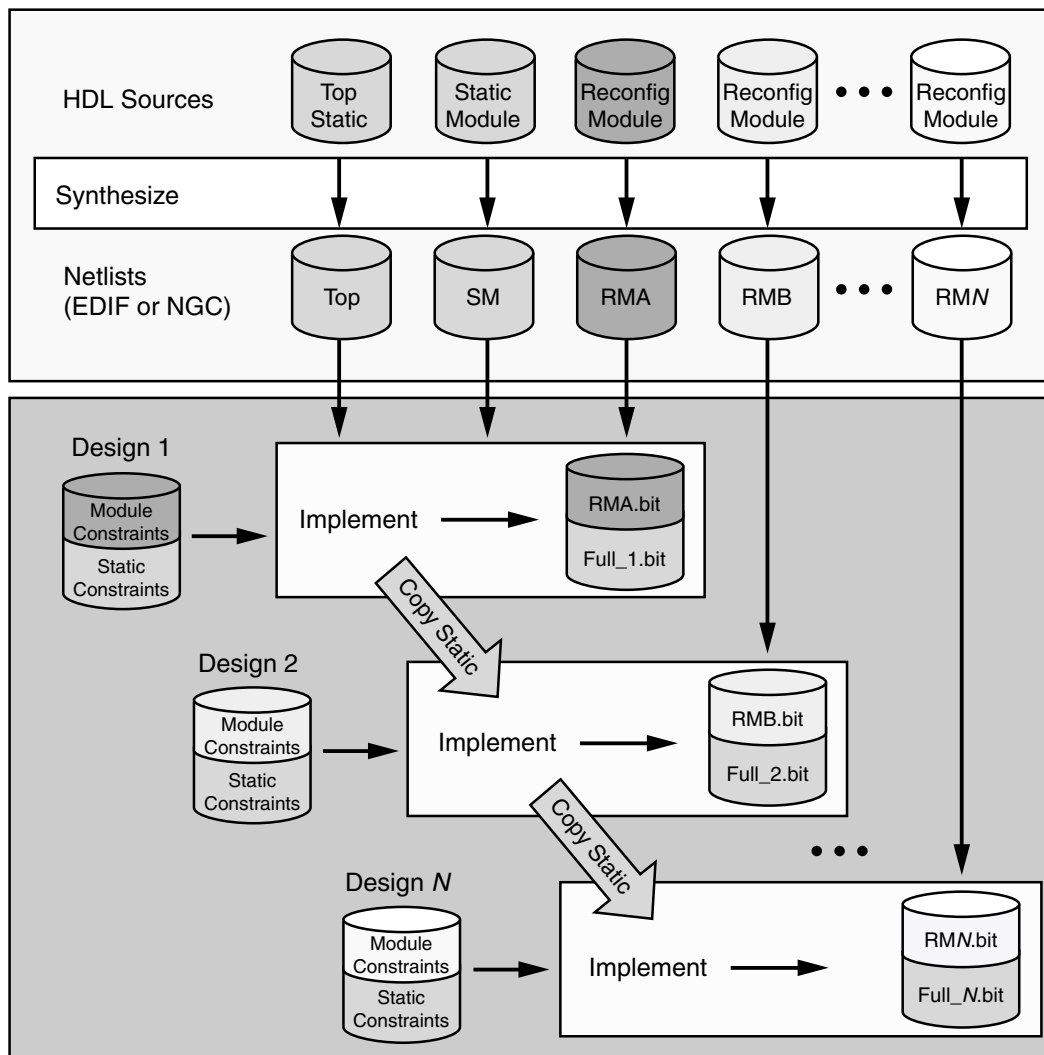 HDL Sources
Top
Static
Static
Module
Reconfig
Module
Reconfig
Module
Reconfig
Module
Synthesize
Netlists
(EDIF or NGC)
Top
SM
RMA
RMB
RMN
Design 1
Module
Constraints
Static
Constraints
Implement
RMA.bit
Full_1.bit
Copy Static
Design 2
Module
Constraints
Static
Constraints
Implement
RMB.bit
Full_2.bit
Copy Static
Design N
Module
Constraints
Static
Constraints
Implement
RMN.bit
Full_N.bit